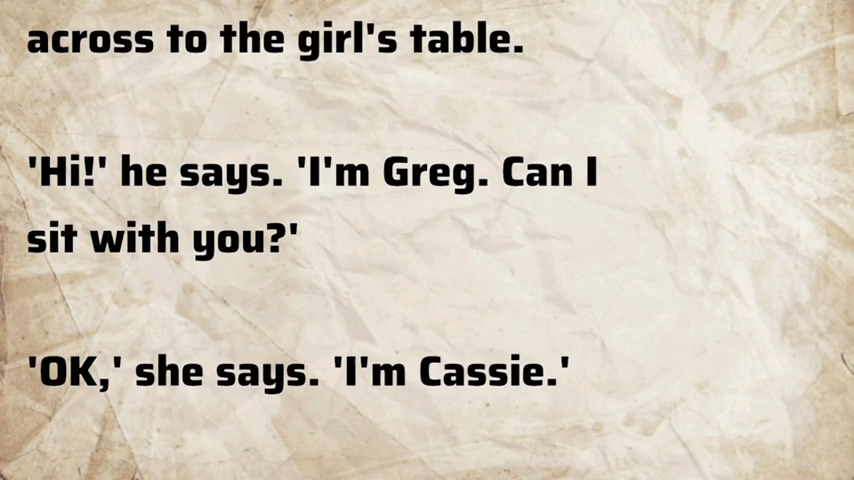 across to the girl's table.
'Hi!' he says. 'I'm Greg. Can I
sit with you?'
'OK,' she says. 'I'm Cassie.'